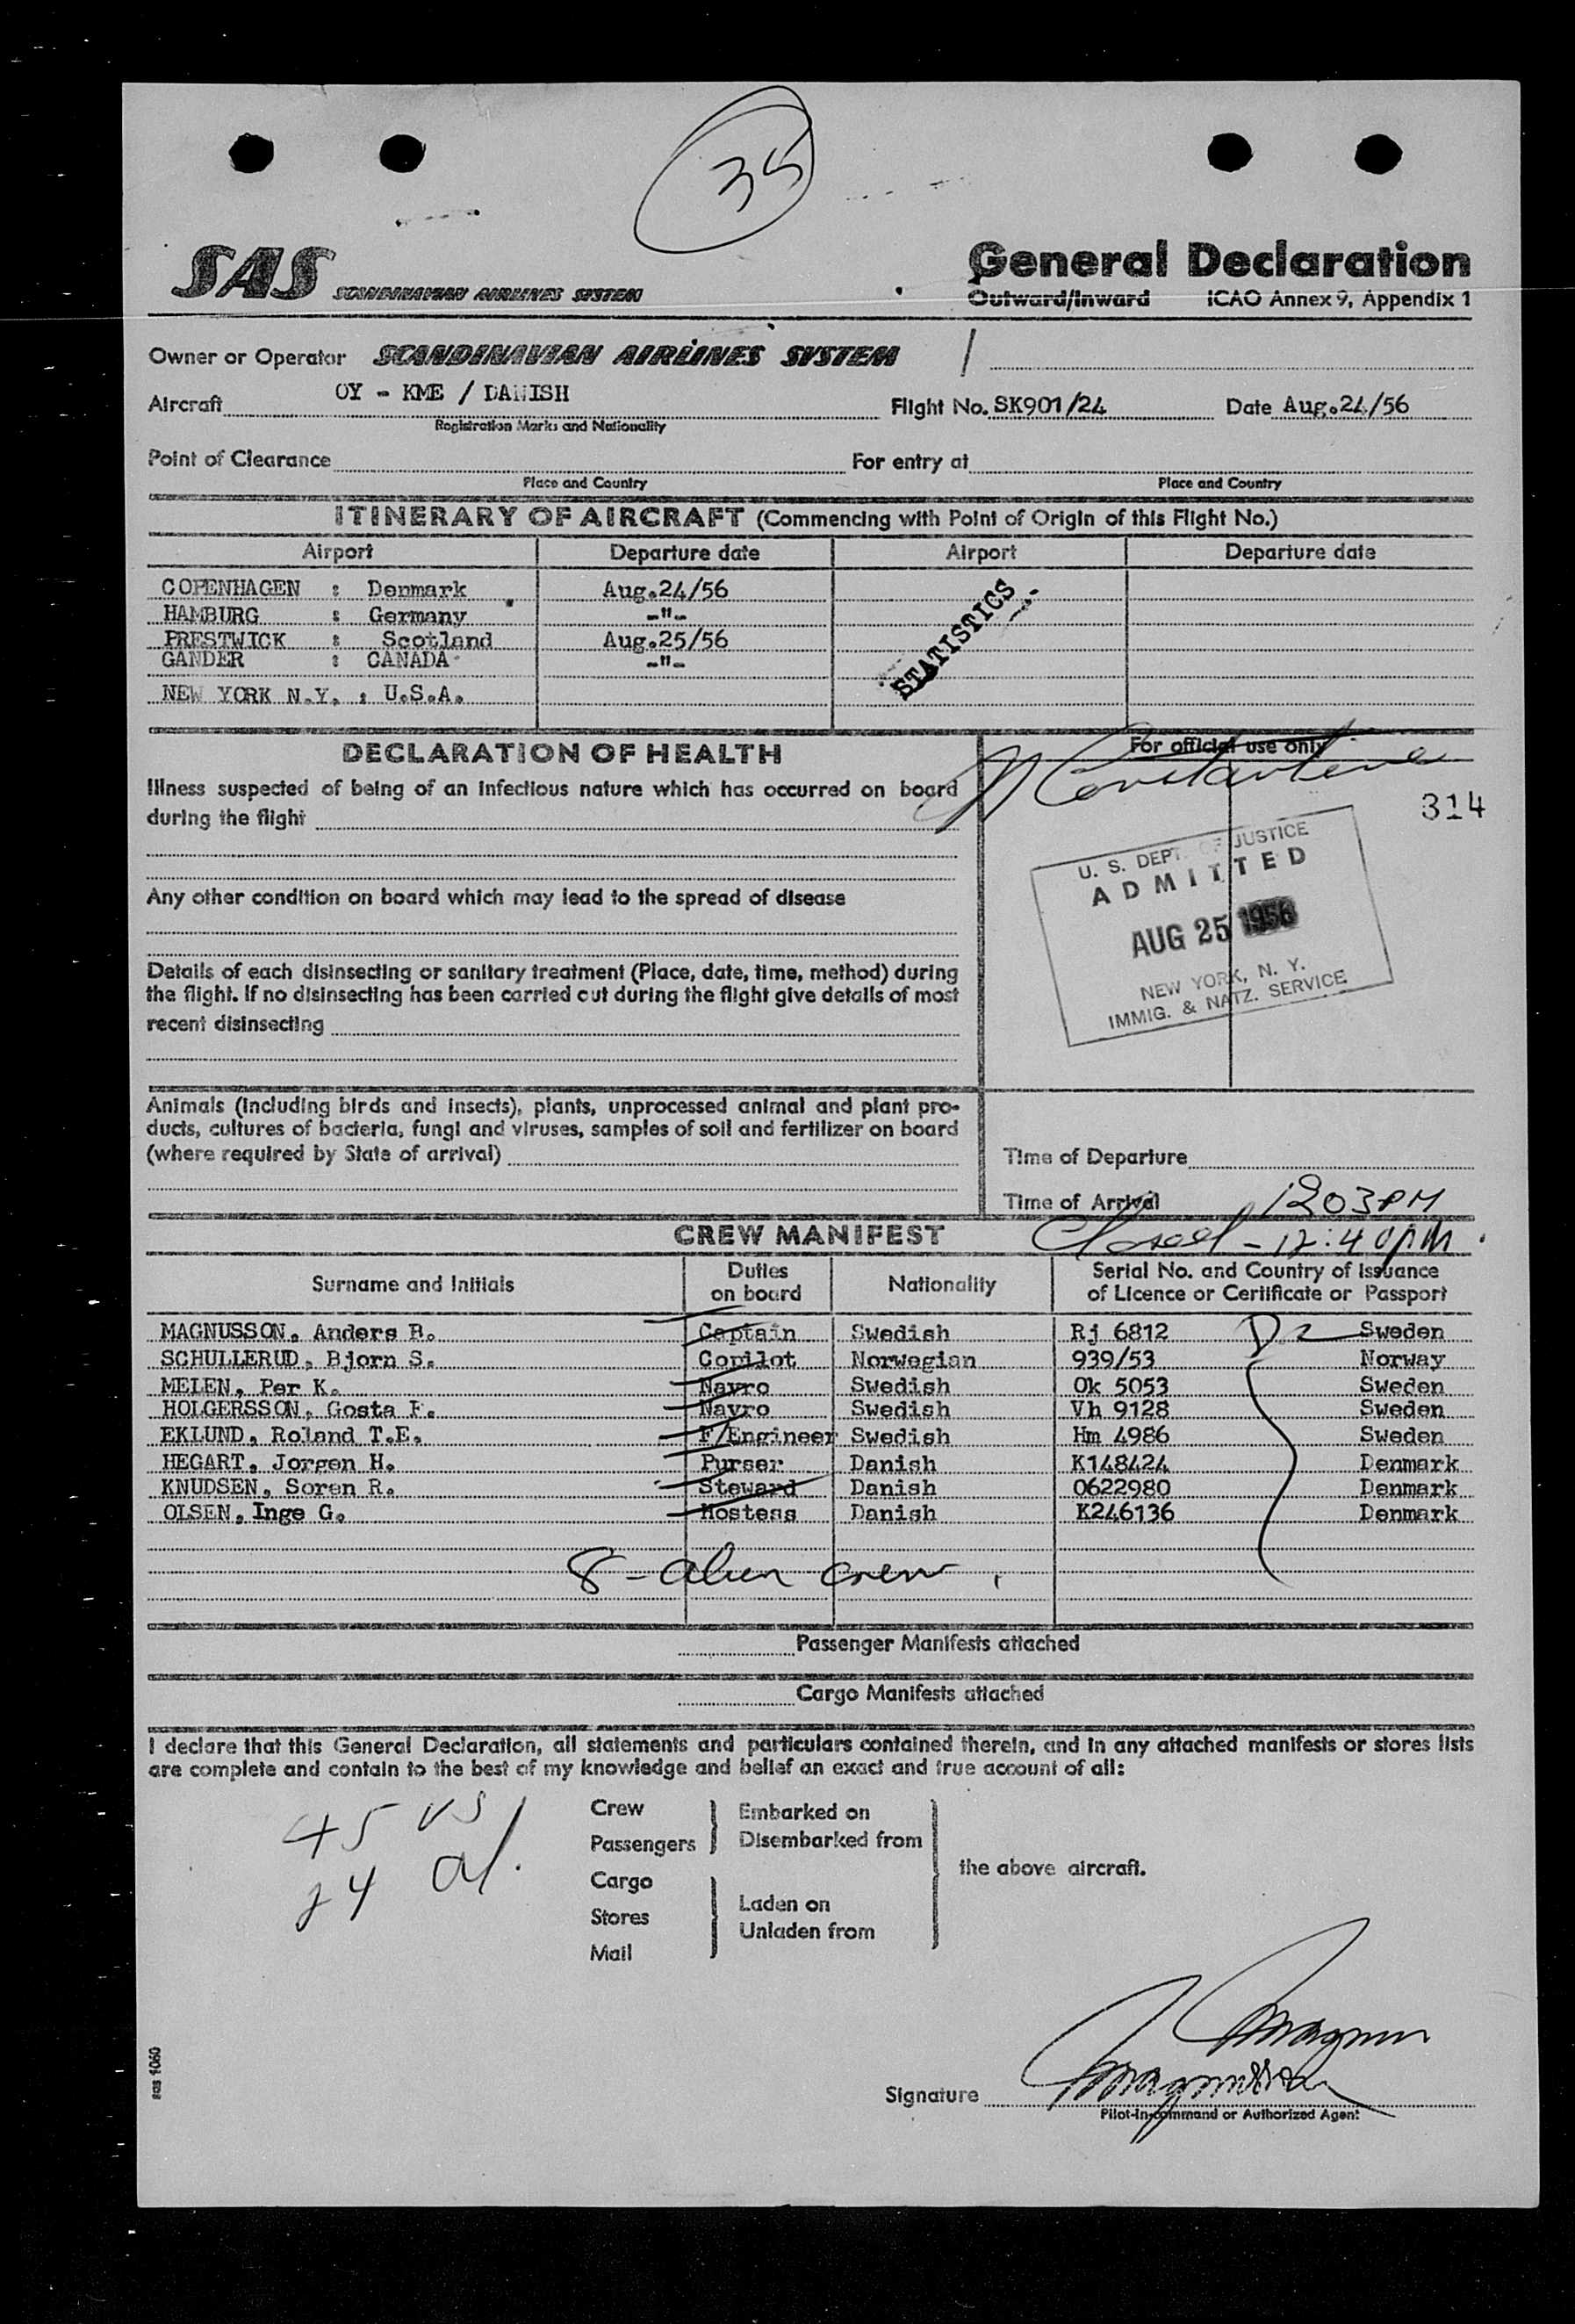 35
SAS SCANDINAVIAN AIRLINES SYSTEM
General Declaration
Outward/Inward ICAO Annex 9, Appendix 1
Owner or Operator SCANDINAVIAN AIRLINES SYSTEM
Aircraft OY - KME / DANISH Flight No. SK901/24 Date Aug.24/56
Registration Marks and Nationality
Point of Clearance For entry at
Place and Country Place and Country
ITINERARY OF AIRCRAFT (Commencing with Point of Origin of this Flight No.)
Airport Departure date Airport Departure date
COPENHAGEN : Denmark Aug.24/56
HAMBURG : Germany -"-
PRESTWICK : Scotland Aug.25/56
GANDER : CANADA -"-
NEW YORK N.Y. : U.S.A.
STATISTICS
DECLARATION OF HEALTH
For official use only
Illness suspected of being of an infectious nature which has occurred on board
during the flight
314
Any other condition on board which may lead to the spread of disease
U. S. DEPT. OF JUSTICE
ADMITTED
AUG 25 1956
NEW YORK, N. Y.
IMMIG. & NATZ. SERVICE
Details of each disinsecting or sanitary treatment (Place, date, time, method) during
the flight. If no disinsecting has been carried out during the flight give details of most
recent disinsecting
Animals (including birds and insects), plants, unprocessed animal and plant pro-
ducts, cultures of bacteria, fungi and viruses, samples of soil and fertilizer on board
(where required by State of arrival)
Time of Departure
Time of Arrival 1203 PM
Closed - 12:40 pm
CREW MANIFEST
Surname and Initials Duties on board Nationality Serial No. and Country of Issuance of Licence or Certificate or Passport
MAGNUSSON, Anders B. Captain Swedish Rj 6812 Sweden
SCHULLERUD, Bjorn S. Copilot Norwegian 939/53 Norway
MELEN, Per K. Navro Swedish Ok 5053 Sweden
HOLGERSSON, Gosta F. Navro Swedish Vh 9128 Sweden
EKLUND, Roland T.E. F/Engineer Swedish Hm 4986 Sweden
HEGART, Jorgen H. Purser Danish K148424 Denmark
KNUDSEN, Soren R. Steward Danish 0622980 Denmark
OLSEN, Inge G. Hostess Danish K246136 Denmark
D2
8 - alien crew
Passenger Manifests attached
Cargo Manifests attached
I declare that this General Declaration, all statements and particulars contained therein, and in any attached manifests or stores lists
are complete and contain to the best of my knowledge and belief an exact and true account of all:
45 US
24 al.
Crew
Passengers
Cargo
Stores
Mail
Embarked on
Disembarked from
Laden on
Unladen from
the above aircraft.
sas 1060
Signature Magnusson
Pilot-in-command or Authorized Agent